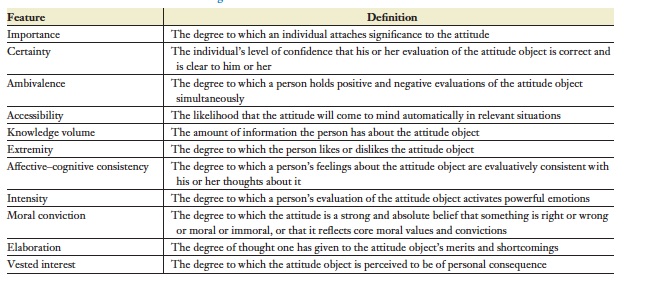 Feature Definition
Importance The degree to which an individual attaches significance to the attitude
Certainty The individual's level of confidence that his or her evaluation of the attitude object is correct and
is clear to him or her
Ambivalence The degree to which a person holds positive and negative evaluations of the attitude object
simultaneously
Accessibility The likelihood that the attitude will come to mind automatically in relevant situations
Knowledge volume The amount of information the person has about the attitude object
Extremity The degree to which the person likes or dislikes the attitude object
Affective–cognitive consistency The degree to which a person's feelings about the attitude object are evaluatively consistent with
his or her thoughts about it
Intensity The degree to which a person's evaluation of the attitude object activates powerful emotions
Moral conviction The degree to which the attitude is a strong and absolute belief that something is right or wrong
or moral or immoral, or that it reflects core moral values and convictions
Elaboration The degree of thought one has given to the attitude object's merits and shortcomings
Vested interest The degree to which the attitude object is perceived to be of personal consequence